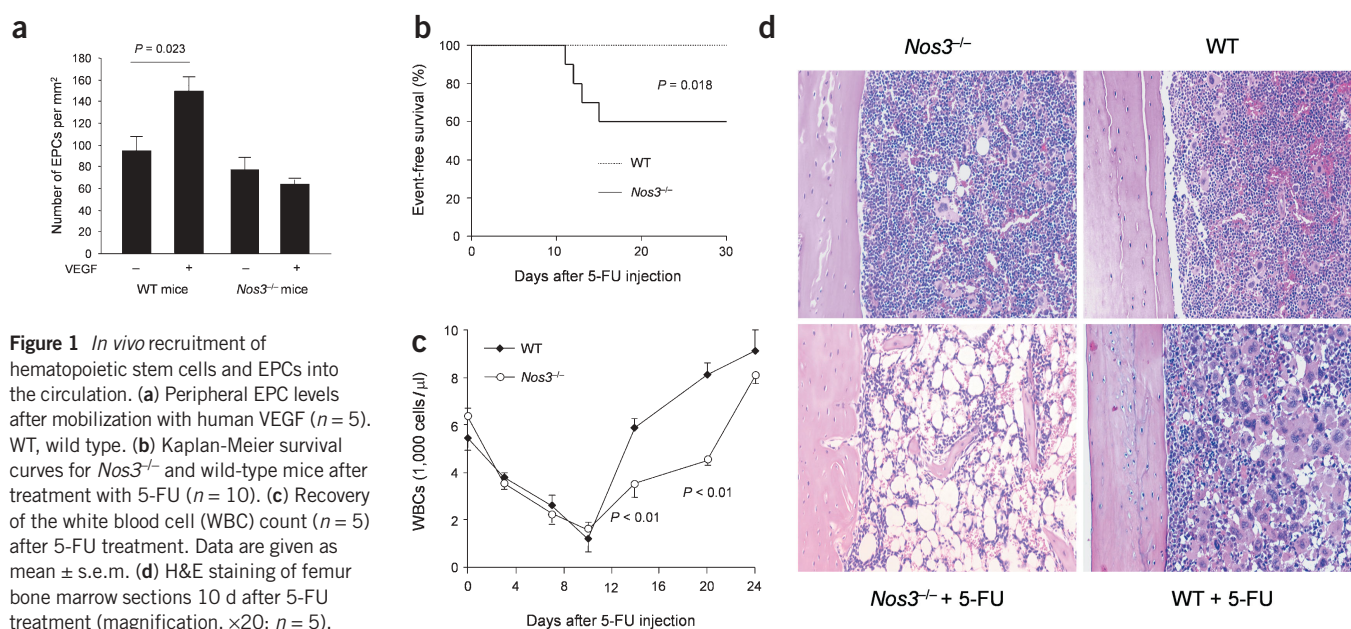 a
P = 0.023
180
160
140
120
100
80
60
40
20
0
Number of EPCs per mm²
VEGF – + – +
WT mice Nos3–/– mice
Figure 1 In vivo recruitment of
hematopoietic stem cells and EPCs into
the circulation. (a) Peripheral EPC levels
after mobilization with human VEGF (n = 5).
WT, wild type. (b) Kaplan-Meier survival
curves for Nos3–/– and wild-type mice after
treatment with 5-FU (n = 10). (c) Recovery
of the white blood cell (WBC) count (n = 5)
after 5-FU treatment. Data are given as
mean ± s.e.m. (d) H&E staining of femur
bone marrow sections 10 d after 5-FU
treatment (magnification, ×20; n = 5).
b
100
80
60
40
20
0
Event-free survival (%)
P = 0.018
WT
Nos3–/–
0 10 20 30
Days after 5-FU injection
c
10
8
6
4
2
0
WBCs (1,000 cells/µl)
WT
Nos3–/–
P < 0.01
P < 0.01
0 4 8 12 16 20 24
Days after 5-FU injection
d
Nos3–/– WT
Nos3–/– + 5-FU WT + 5-FU